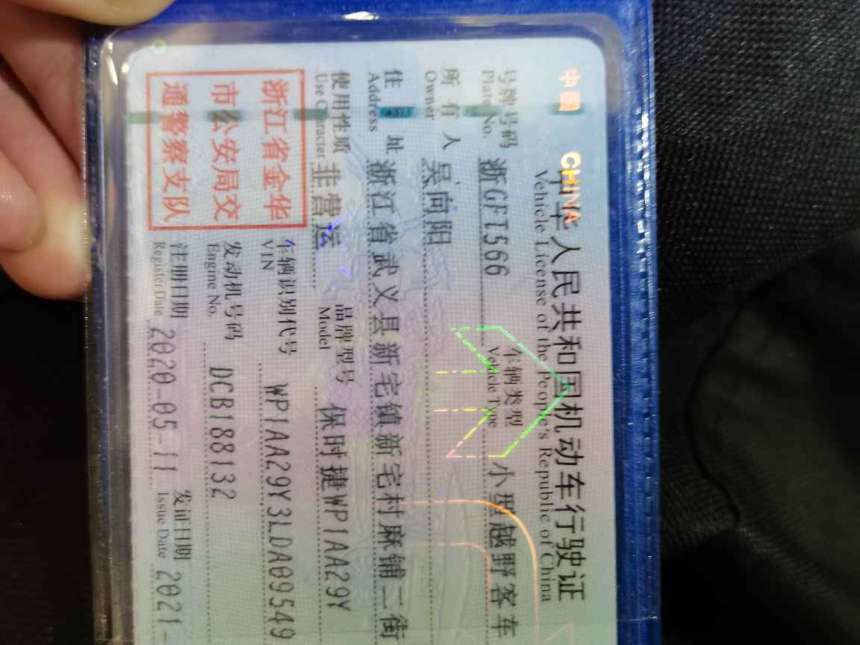 中国 CHINA
中华人民共和国机动车行驶证
Vehicle License of the People's Republic of China
号牌号码 浙GFT566 车辆类型 小型越野客车
Plate No. Vehicle Type
所有人 吴向阳
Owner
住址 浙江省武义县新宅镇新宅村麻铺二街
Address
使用性质 非营运 品牌型号 保时捷WP1AA29Y
Use Character Model
浙江省金华
市公安局交
通警察支队
车辆识别代号 WP1AA29Y3LDA09549
VIN
发动机号码 DCB188132
Engine No.
注册日期 2020-05-11 发证日期 2021-
Register Date Issue Date